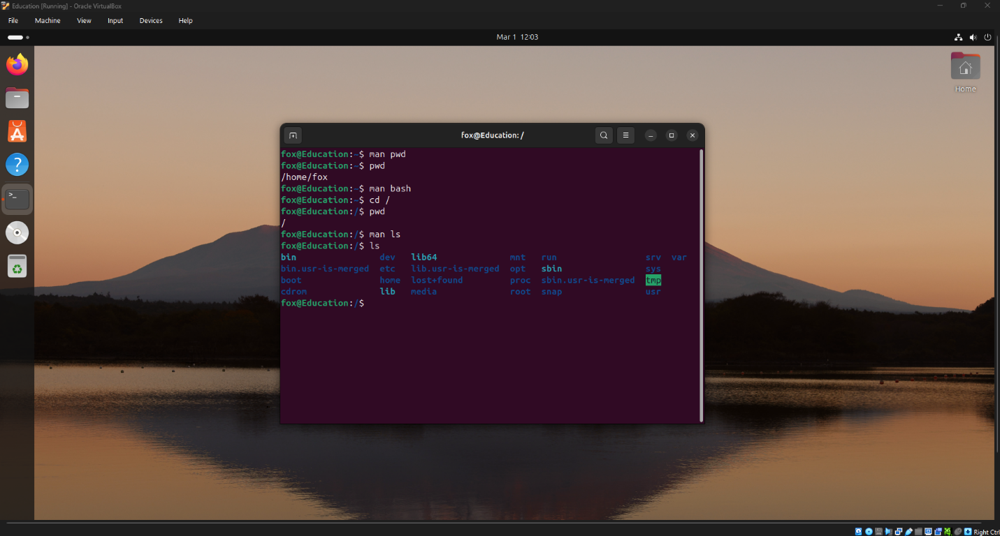 Education [Running] - Oracle VirtualBox
File Machine View Input Devices Help
Mar 1 12:03
Home
fox@Education: /
fox@Education:~$ man pwd
fox@Education:~$ pwd
/home/fox
fox@Education:~$ man bash
fox@Education:~$ cd /
fox@Education:/$ pwd
/
fox@Education:/$ man ls
fox@Education:/$ ls
bin dev lib64 mnt run srv var
bin.usr-is-merged etc lib.usr-is-merged opt sbin sys
boot home lost+found proc sbin.usr-is-merged tmp
cdrom lib media root snap usr
fox@Education:/$
Right Ctrl